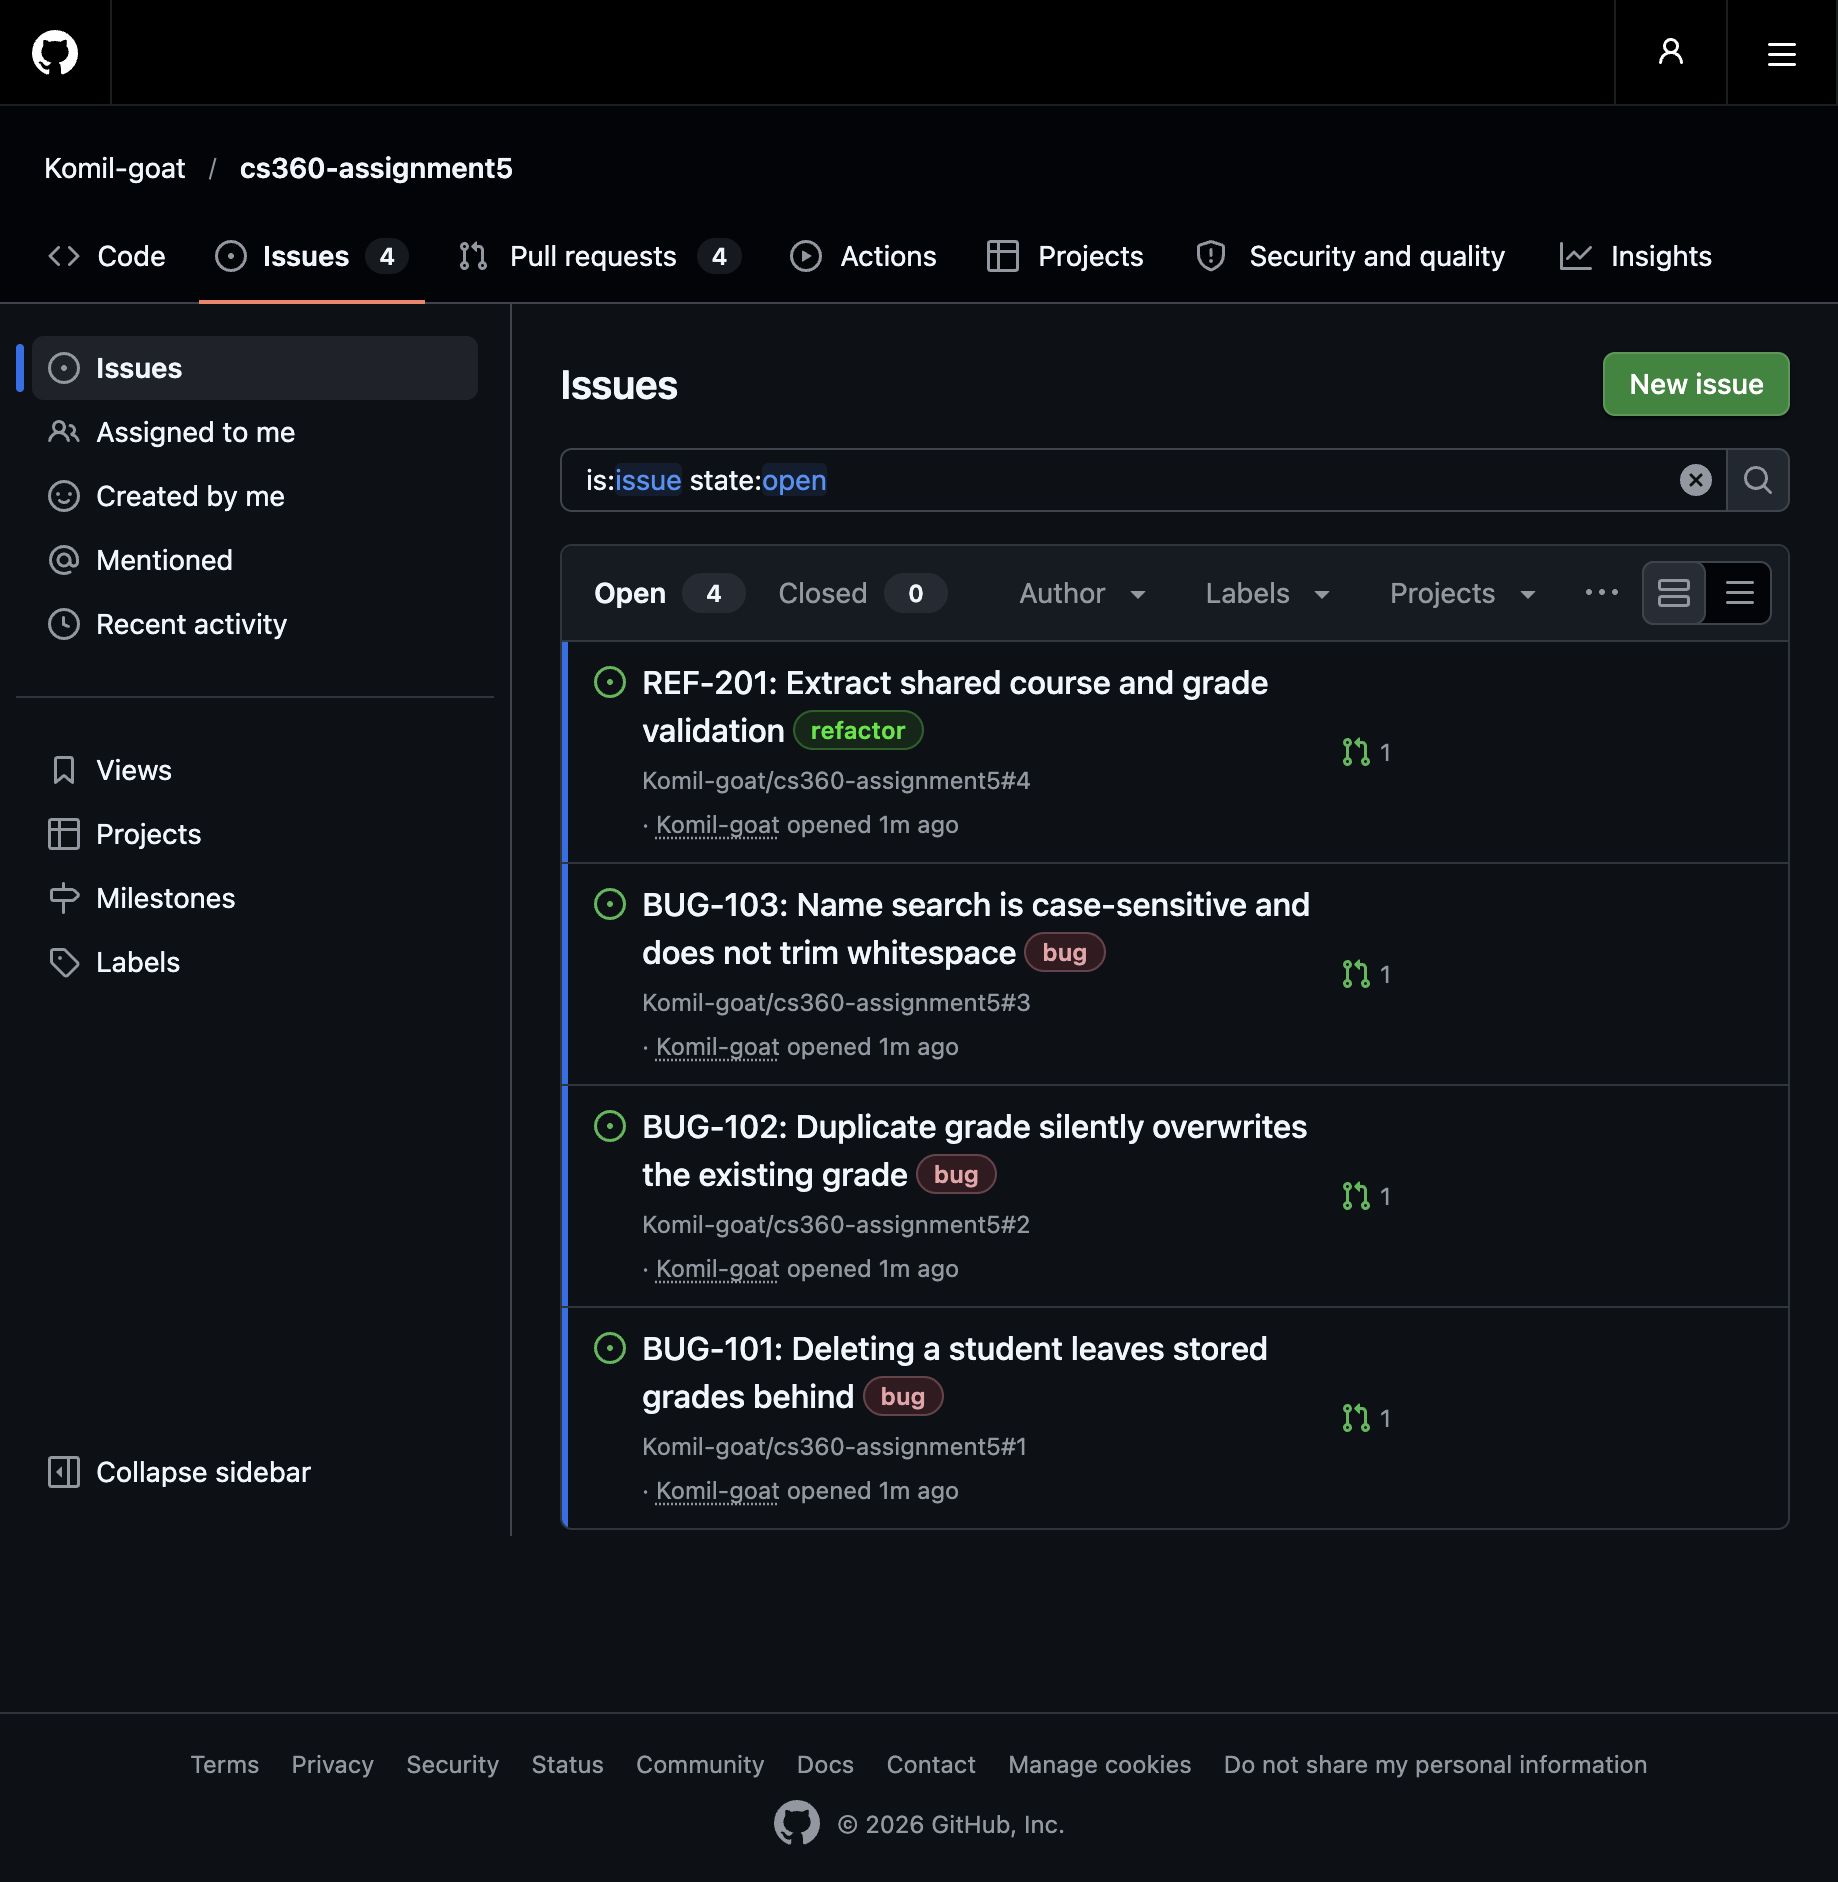 Komil-goat / cs360-assignment5
Code Issues 4 Pull requests 4 Actions Projects Security and quality Insights
Issues
Assigned to me
Created by me
Mentioned
Recent activity
Views
Projects
Milestones
Labels
Collapse sidebar
Issues
New issue
is:issue state:open
Open 4 Closed 0 Author Labels Projects
REF-201: Extract shared course and grade
validation refactor
1
Komil-goat/cs360-assignment5#4
· Komil-goat opened 1m ago
BUG-103: Name search is case-sensitive and
does not trim whitespace bug
1
Komil-goat/cs360-assignment5#3
· Komil-goat opened 1m ago
BUG-102: Duplicate grade silently overwrites
the existing grade bug
1
Komil-goat/cs360-assignment5#2
· Komil-goat opened 1m ago
BUG-101: Deleting a student leaves stored
grades behind bug
1
Komil-goat/cs360-assignment5#1
· Komil-goat opened 1m ago
Terms Privacy Security Status Community Docs Contact Manage cookies Do not share my personal information
© 2026 GitHub, Inc.